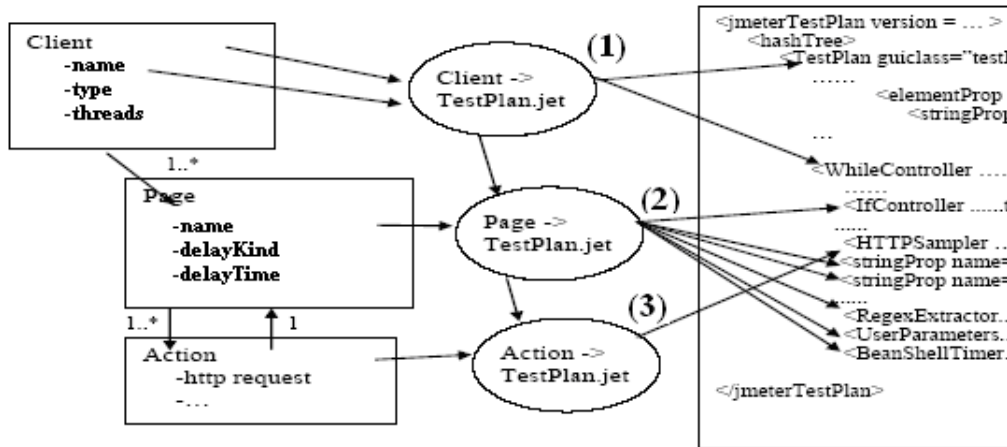 Client
-name
-type
-threads
1..*
Page
-name
-delayKind
-delayTime
1..*
1
Action
-http request
-...
Client ->
TestPlan.jet
(1)
Page ->
TestPlan.jet
(2)
Action ->
TestPlan.jet
(3)
<jmeterTestPlan version = ... >
<hashTree>
<TestPlan guiclass="test
......
<elementProp
<stringProp
...
<WhileController .....
......
<IfController ......t
......
<HTTPSampler ...
<stringProp name=
<stringProp name=
.....
<RegexExtractor..
<UserParameters..
<BeanShellTimer.
</jmeterTestPlan>